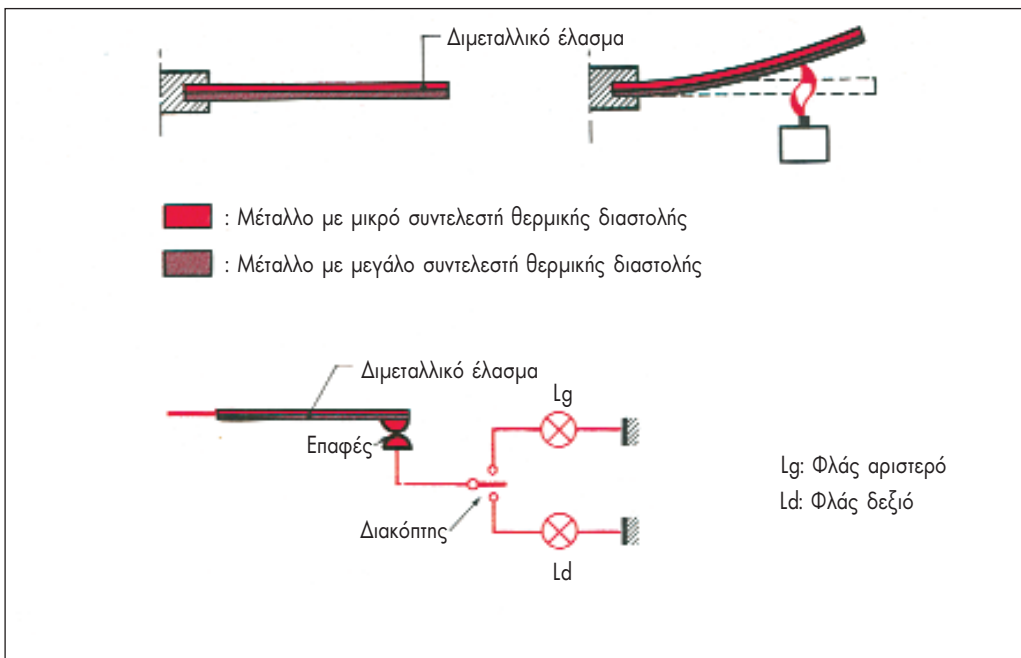 Διμεταλλικό έλασμα
: Μέταλλο με μικρό συντελεστή θερμικής διαστολής
: Μέταλλο με μεγάλο συντελεστή θερμικής διαστολής
Διμεταλλικό έλασμα
Lg
Επαφές
Lg: Φλάς αριστερό
Ld: Φλάς δεξιό
Διακόπτης
Ld